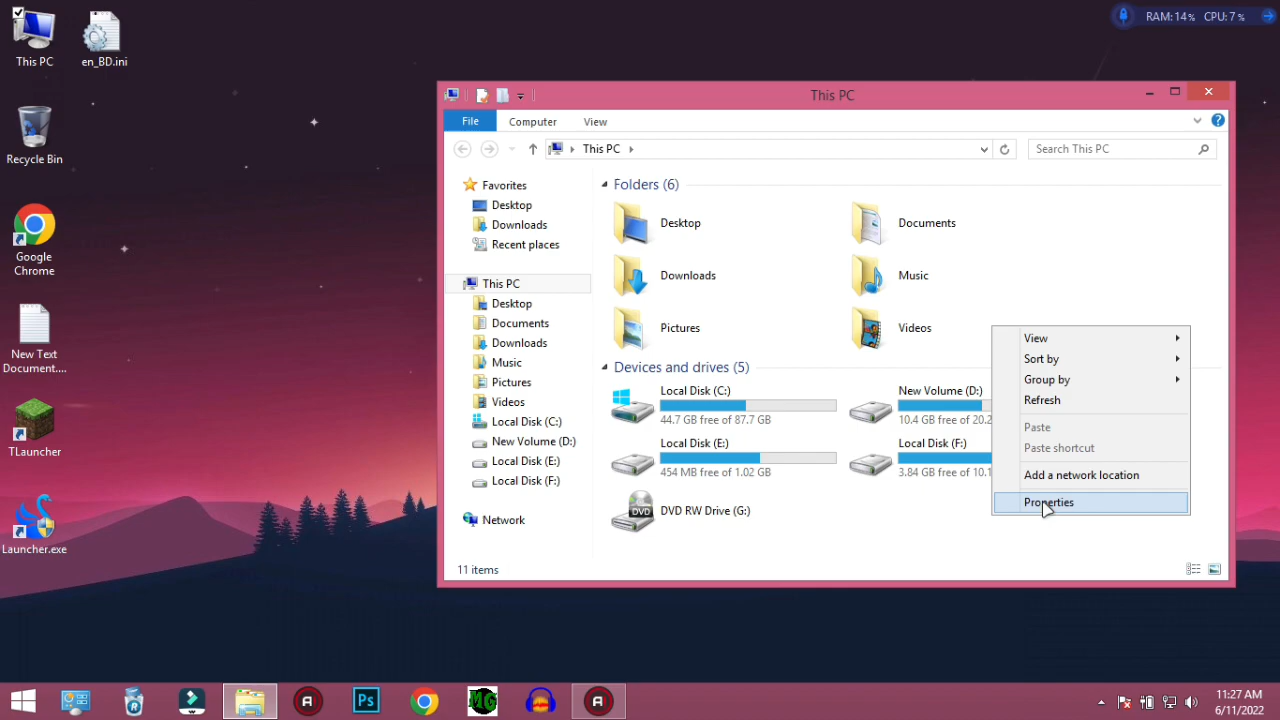 RAM: 14% CPU: 7%
This PC
en_BD.ini
Recycle Bin
Google
Chrome
New Text
Document....
TLauncher
Launcher.exe
This PC
File Computer View
This PC
Search This PC
Favorites
Desktop
Downloads
Recent places
This PC
Desktop
Documents
Downloads
Music
Pictures
Videos
Local Disk (C:)
New Volume (D:)
Local Disk (E:)
Local Disk (F:)
Network
Folders (6)
Desktop
Documents
Downloads
Music
Pictures
Videos
Devices and drives (5)
Local Disk (C:)
44.7 GB free of 87.7 GB
New Volume (D:)
10.4 GB free of 20.2
Local Disk (E:)
454 MB free of 1.02 GB
Local Disk (F:)
3.84 GB free of 10.1
DVD RW Drive (G:)
DVD
View
Sort by
Group by
Refresh
Paste
Paste shortcut
Add a network location
Properties
11 items
Ps
MG
11:27 AM
6/11/2022